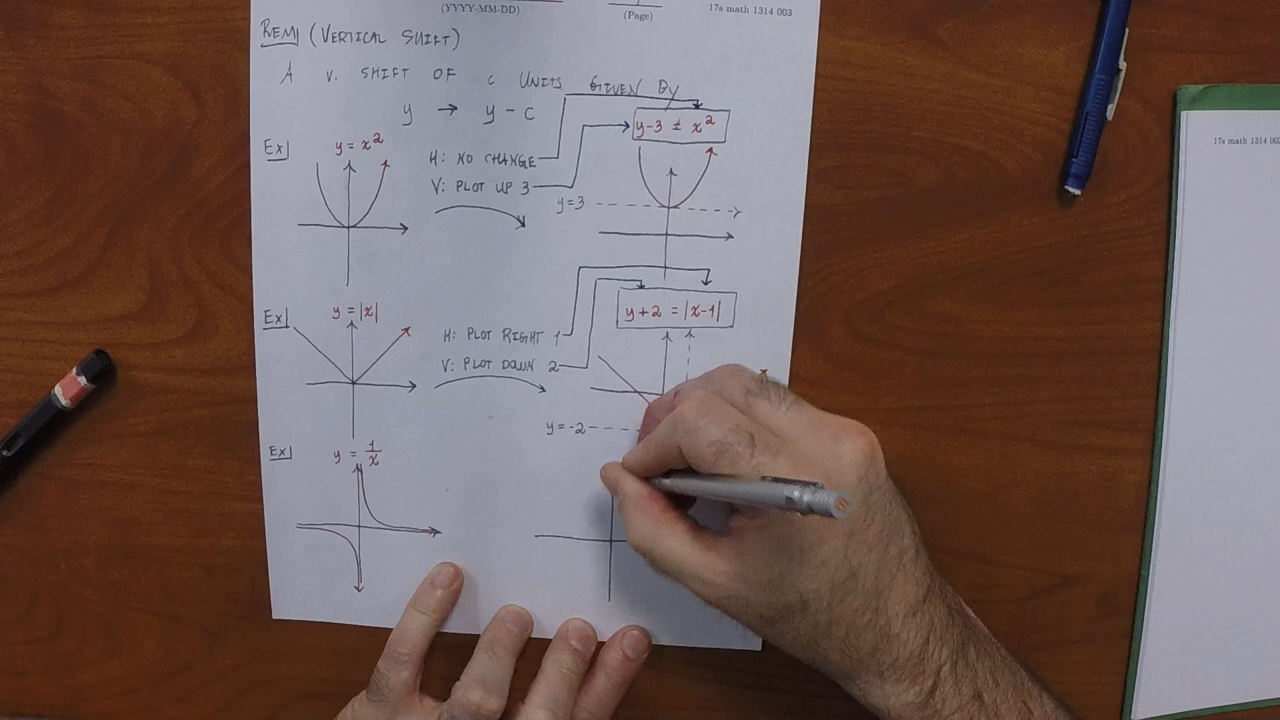 (YYYY-MM-DD)
(Page)
17s math 1314 003
REM (VERTICAL SHIFT)
A V. SHIFT OF c UNITS GIVEN BY
y → y - c
Ex
y = x²
H: NO CHANGE
V: PLOT UP 3
y-3 = x²
y=3
Ex
y = |x|
H: PLOT RIGHT 1
V: PLOT DOWN 2
y+2 = |x-1|
y=-2
Ex
y = 1/x
17s math 1314 003